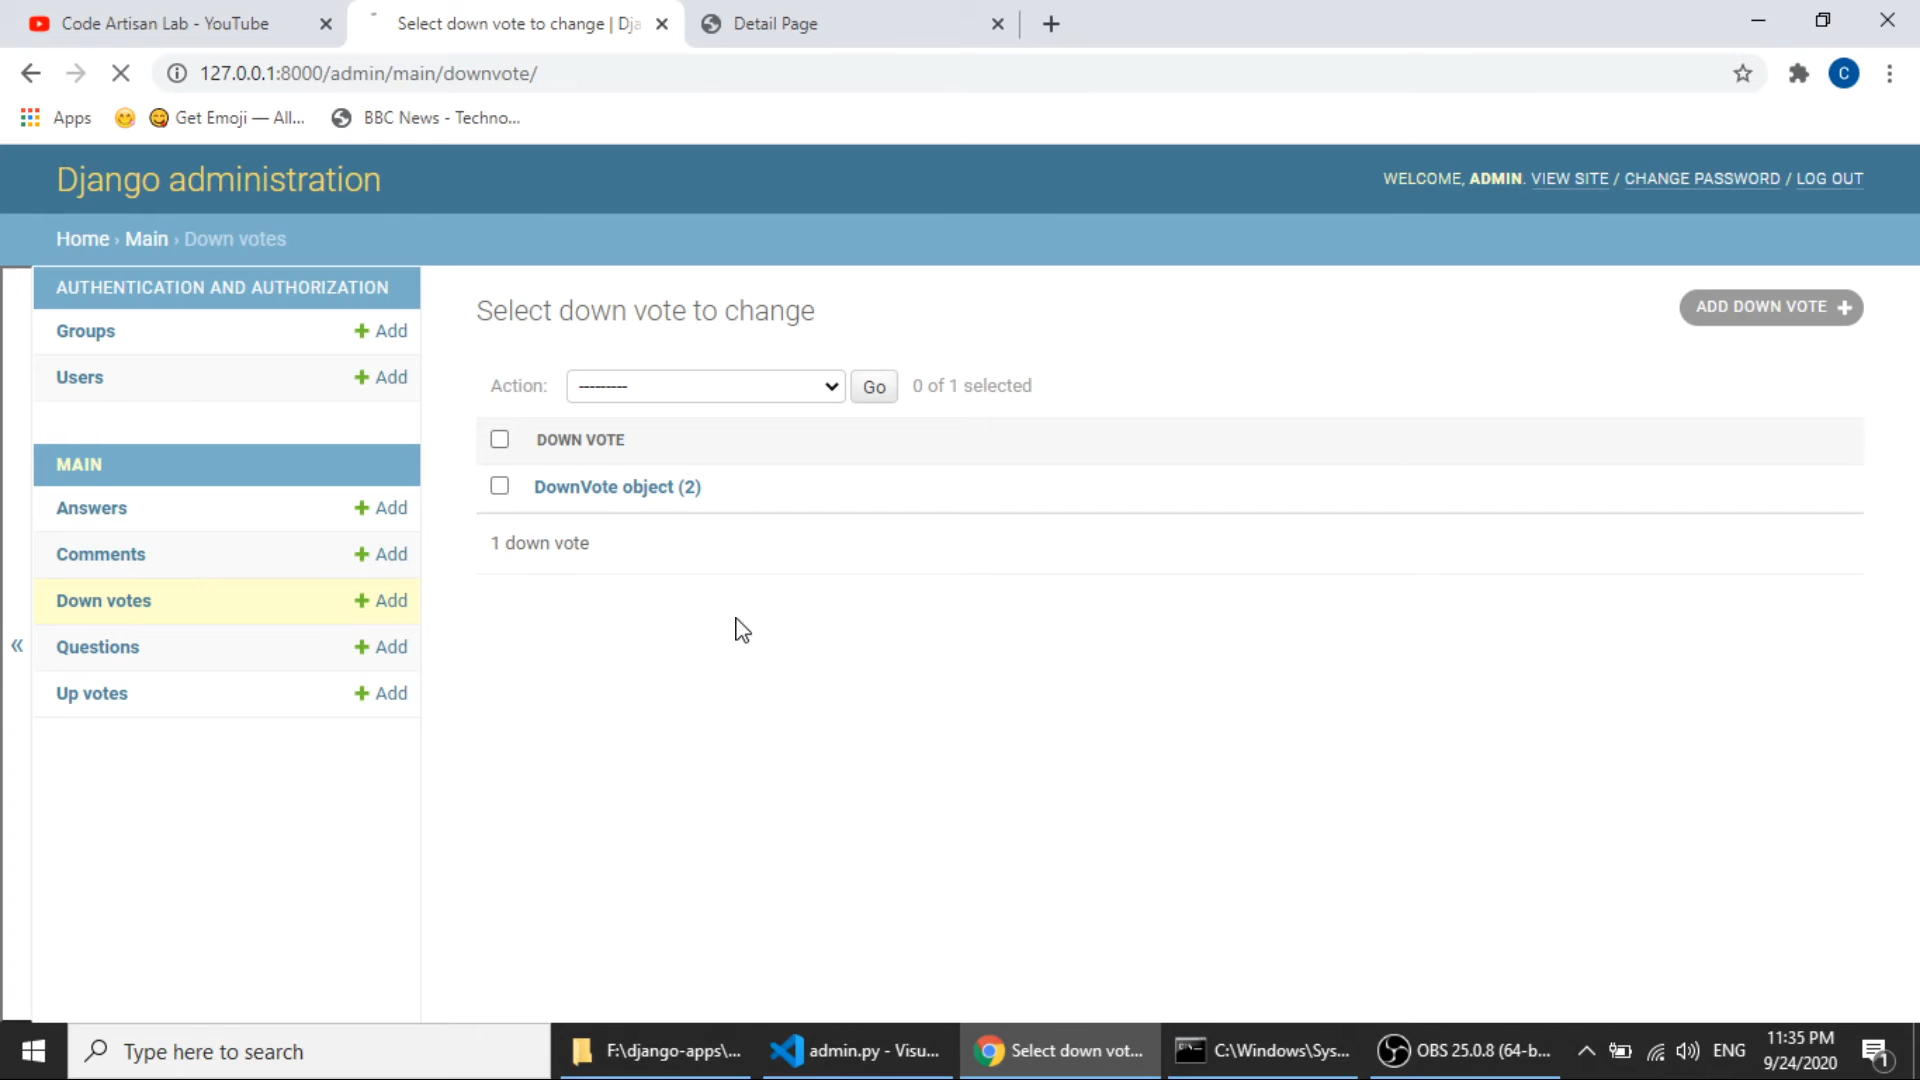 Code Artisan Lab - YouTube
Select down vote to change | Dja
Detail Page
127.0.0.1:8000/admin/main/downvote/
C
Apps
Get Emoji — All...
BBC News - Techno...
Django administration
WELCOME, ADMIN. VIEW SITE / CHANGE PASSWORD / LOG OUT
Home › Main › Down votes
AUTHENTICATION AND AUTHORIZATION
Groups + Add
Users + Add
MAIN
Answers + Add
Comments + Add
Down votes + Add
Questions + Add
Up votes + Add
«
Select down vote to change
ADD DOWN VOTE +
Action: --------- Go 0 of 1 selected
DOWN VOTE
DownVote object (2)
1 down vote
Type here to search
F:\django-apps\...
admin.py - Visu...
Select down vot...
C:\Windows\Sys...
OBS 25.0.8 (64-b...
ENG
11:35 PM
9/24/2020
1